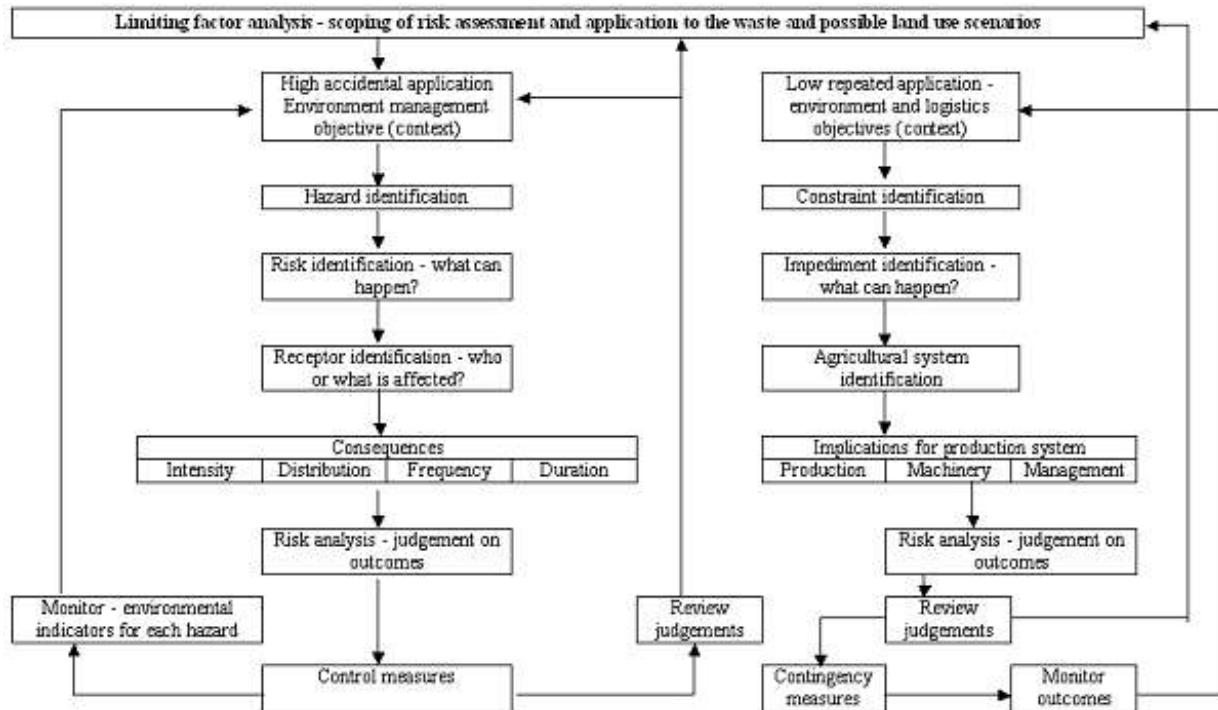 Limiting factor analysis - scoping of risk assessment and application to the waste and possible land use scenarios
High accidental application
Environment management
objective (context)
Low repeated application -
environment and logistics
objectives (context)
Hazard identification
Constraint identification
Risk identification - what can
happen?
Impediment identification -
what can happen?
Receptor identification - who
or what is affected?
Agricultural system
identification
Consequences
Intensity
Distribution
Frequency
Duration
Implications for production system
Production
Machinery
Management
Risk analysis - judgement on
outcomes
Risk analysis - judgement on
outcomes
Monitor - environmental
indicators for each hazard
Review
judgements
Review
judgements
Control measures
Contingency
measures
Monitor
outcomes